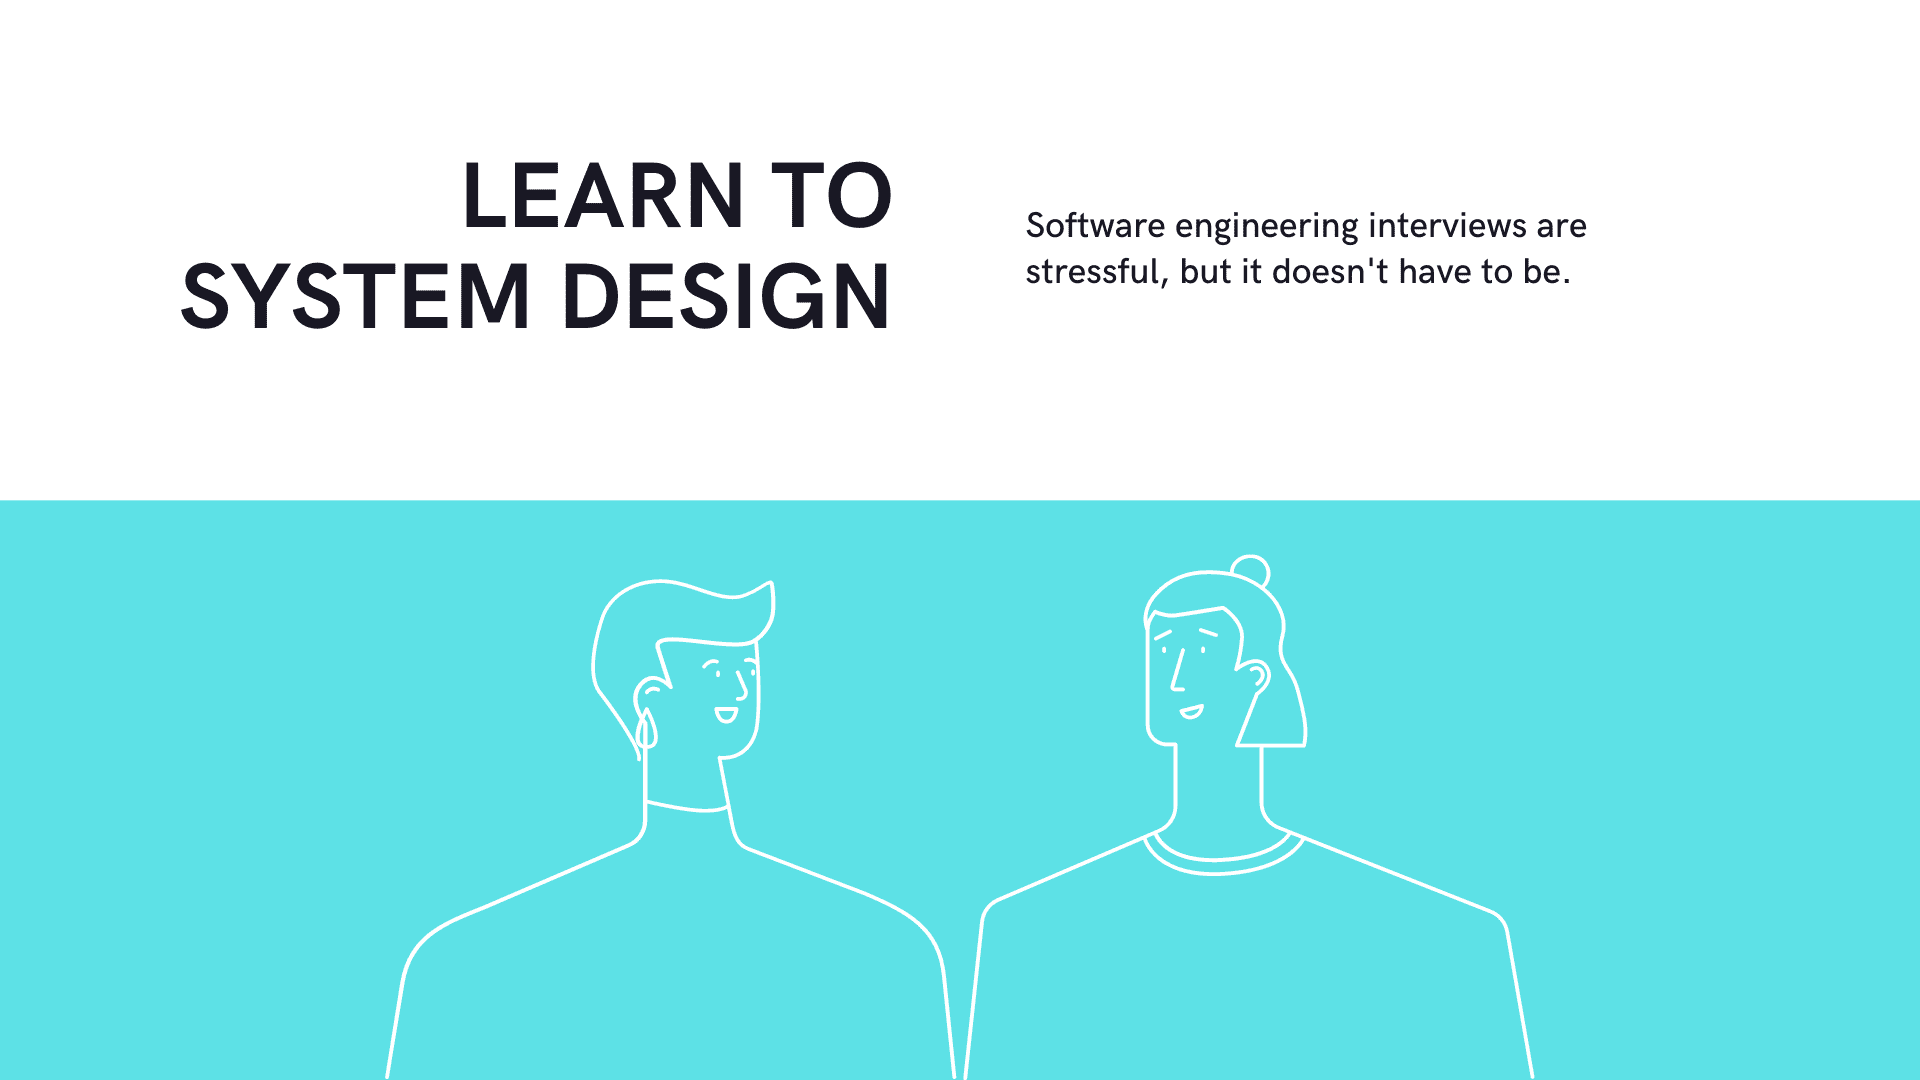 LEARN TO
SYSTEM DESIGN
Software engineering interviews are
stressful, but it doesn't have to be.